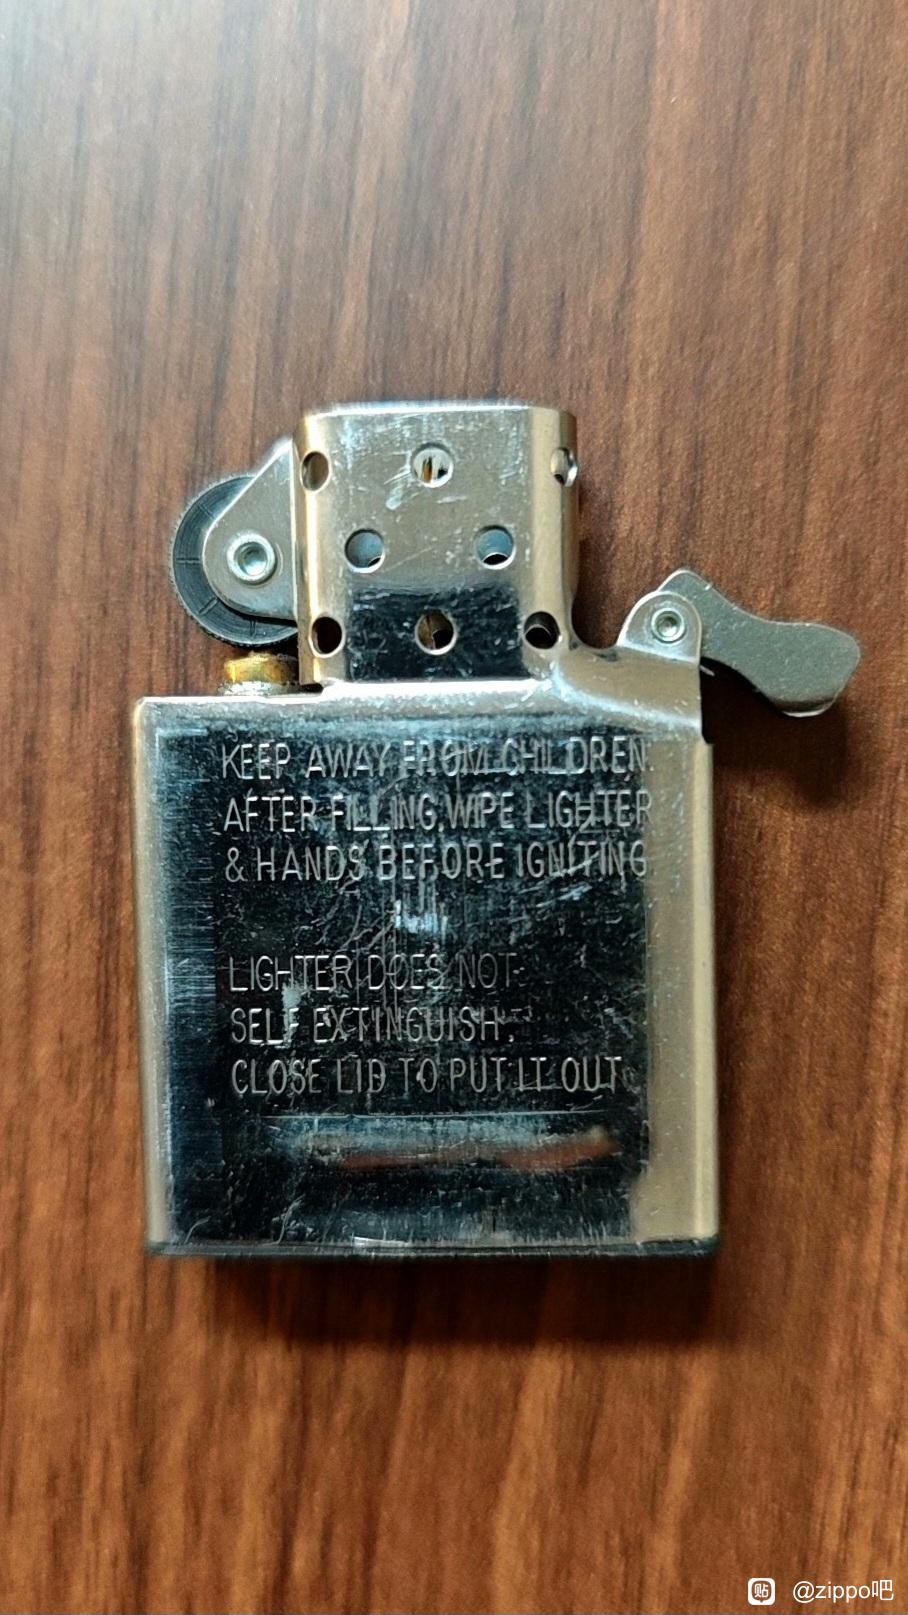 KEEP AWAY FROM CHILDREN.
AFTER FILLING, WIPE LIGHTER
& HANDS BEFORE IGNITING
LIGHTER DOES NOT
SELF EXTINGUISH.
CLOSE LID TO PUT IT OUT
贴 @zippo吧